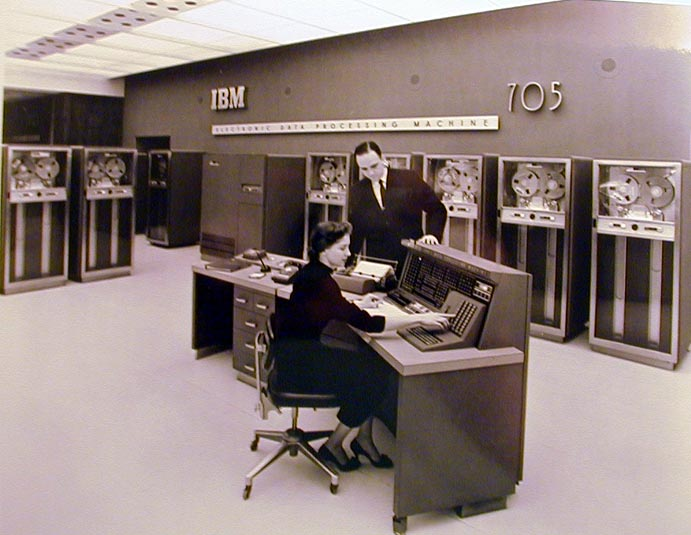 IBM
705
ELECTRONIC DATA PROCESSING MACHINE